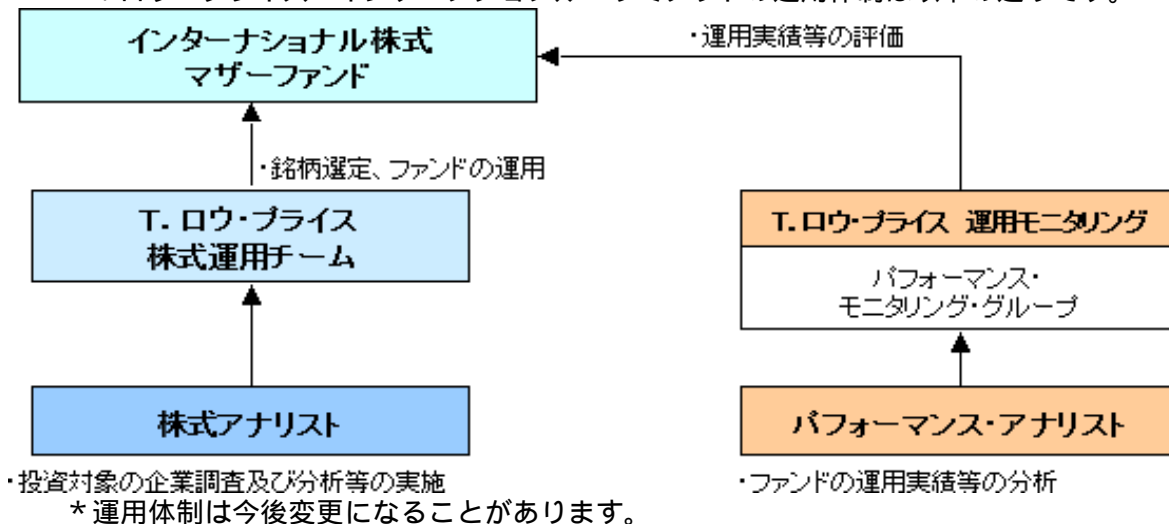 インターナショナル株式
マザーファンド
・運用実績等の評価
・銘柄選定、ファンドの運用
T. ロウ・プライス
株式運用チーム
T. ロウ・プライス 運用モニタリング
パフォーマンス・
モニタリング・グループ
株式アナリスト
パフォーマンス・アナリスト
・投資対象の企業調査及び分析等の実施
・ファンドの運用実績等の分析
＊運用体制は今後変更になることがあります。